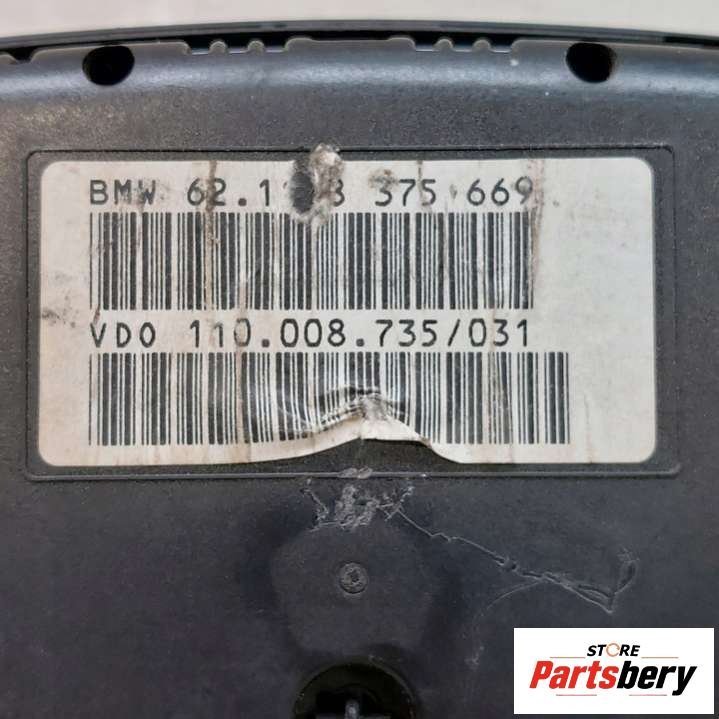 BMW 375 669
VDO 110.008.735/031
STORE
Partsbery